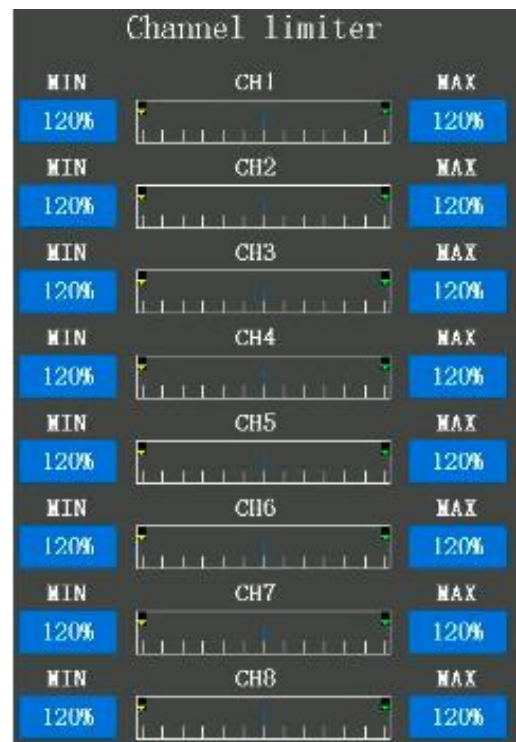 Channel limiter
MIN CH1 MAX
120% 120%
MIN CH2 MAX
120% 120%
MIN CH3 MAX
120% 120%
MIN CH4 MAX
120% 120%
MIN CH5 MAX
120% 120%
MIN CH6 MAX
120% 120%
MIN CH7 MAX
120% 120%
MIN CH8 MAX
120% 120%